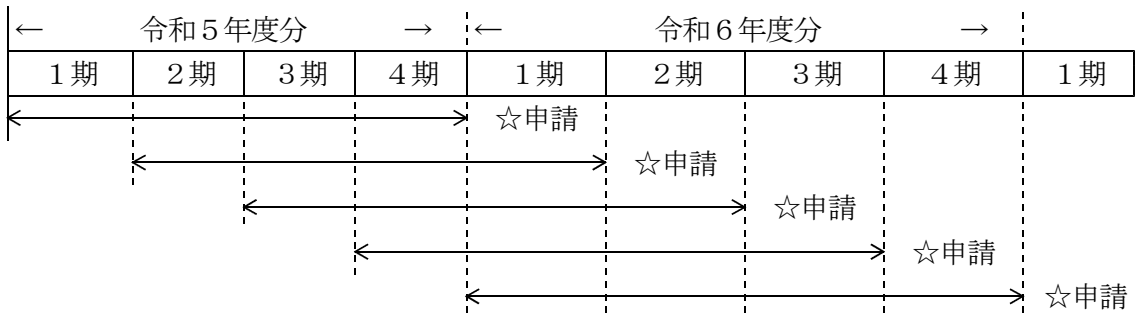 ← 令和５年度分 → ← 令和６年度分 →
１期 ２期 ３期 ４期 １期 ２期 ３期 ４期 １期
☆申請
☆申請
☆申請
☆申請
☆申請